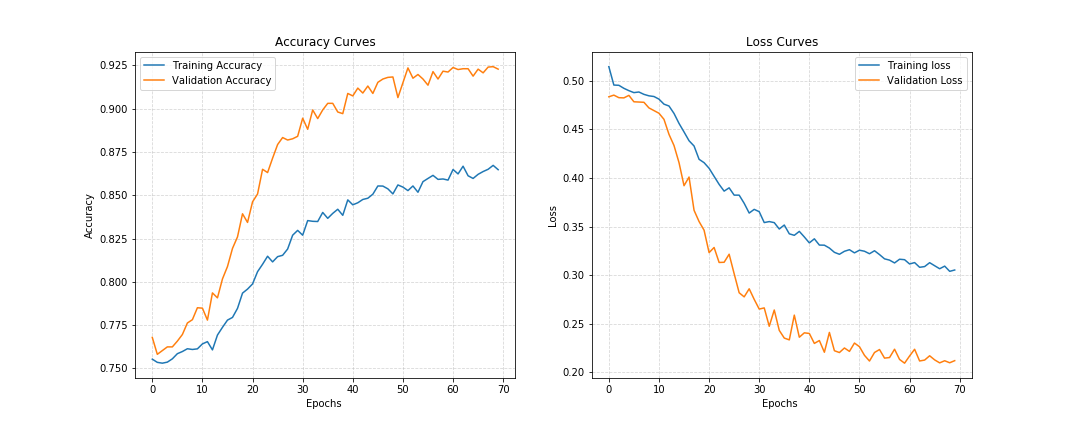 Accuracy Curves
Training Accuracy
Validation Accuracy
Accuracy
0.925
0.900
0.875
0.850
0.825
0.800
0.775
0.750
0 10 20 30 40 50 60 70
Epochs
Loss Curves
Training loss
Validation Loss
Loss
0.50
0.45
0.40
0.35
0.30
0.25
0.20
0 10 20 30 40 50 60 70
Epochs